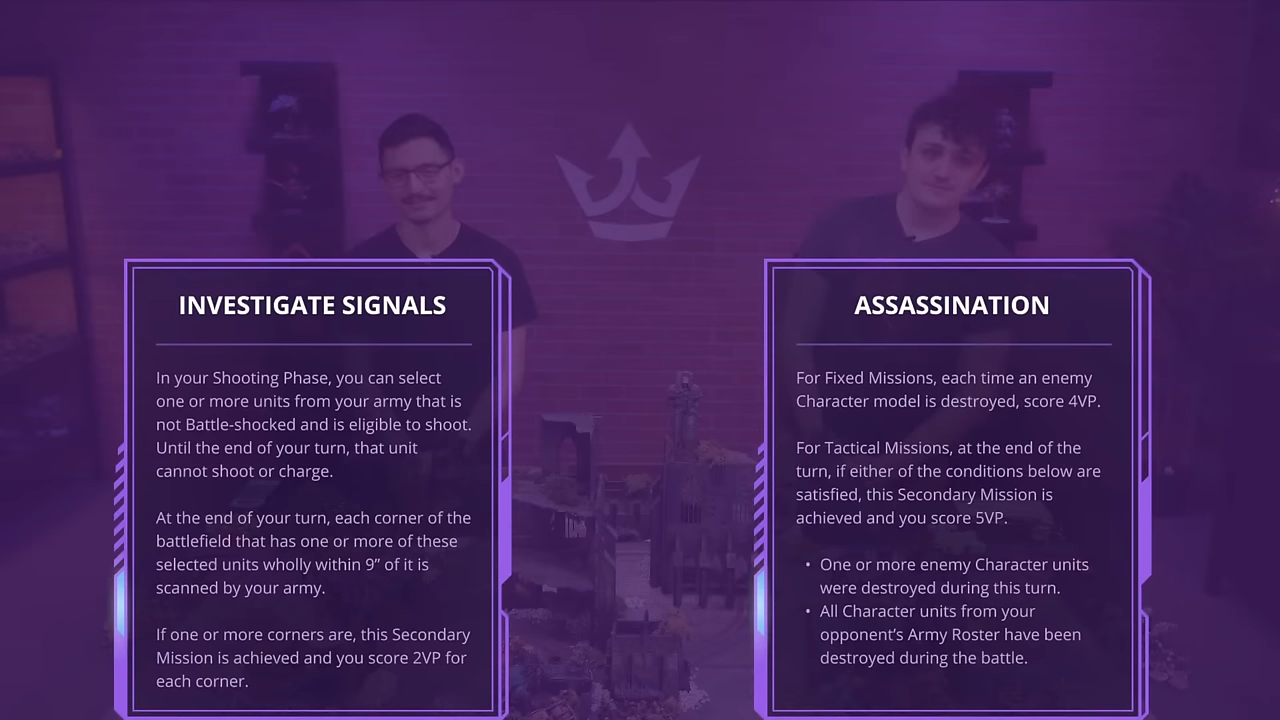 INVESTIGATE SIGNALS
In your Shooting Phase, you can select
one or more units from your army that is
not Battle-shocked and is eligible to shoot.
Until the end of your turn, that unit
cannot shoot or charge.
At the end of your turn, each corner of the
battlefield that has one or more of these
selected units wholly within 9” of it is
scanned by your army.
If one or more corners are, this Secondary
Mission is achieved and you score 2VP for
each corner.
ASSASSINATION
For Fixed Missions, each time an enemy
Character model is destroyed, score 4VP.
For Tactical Missions, at the end of the
turn, if either of the conditions below are
satisfied, this Secondary Mission is
achieved and you score 5VP.
• One or more enemy Character units
were destroyed during this turn.
• All Character units from your
opponent’s Army Roster have been
destroyed during the battle.